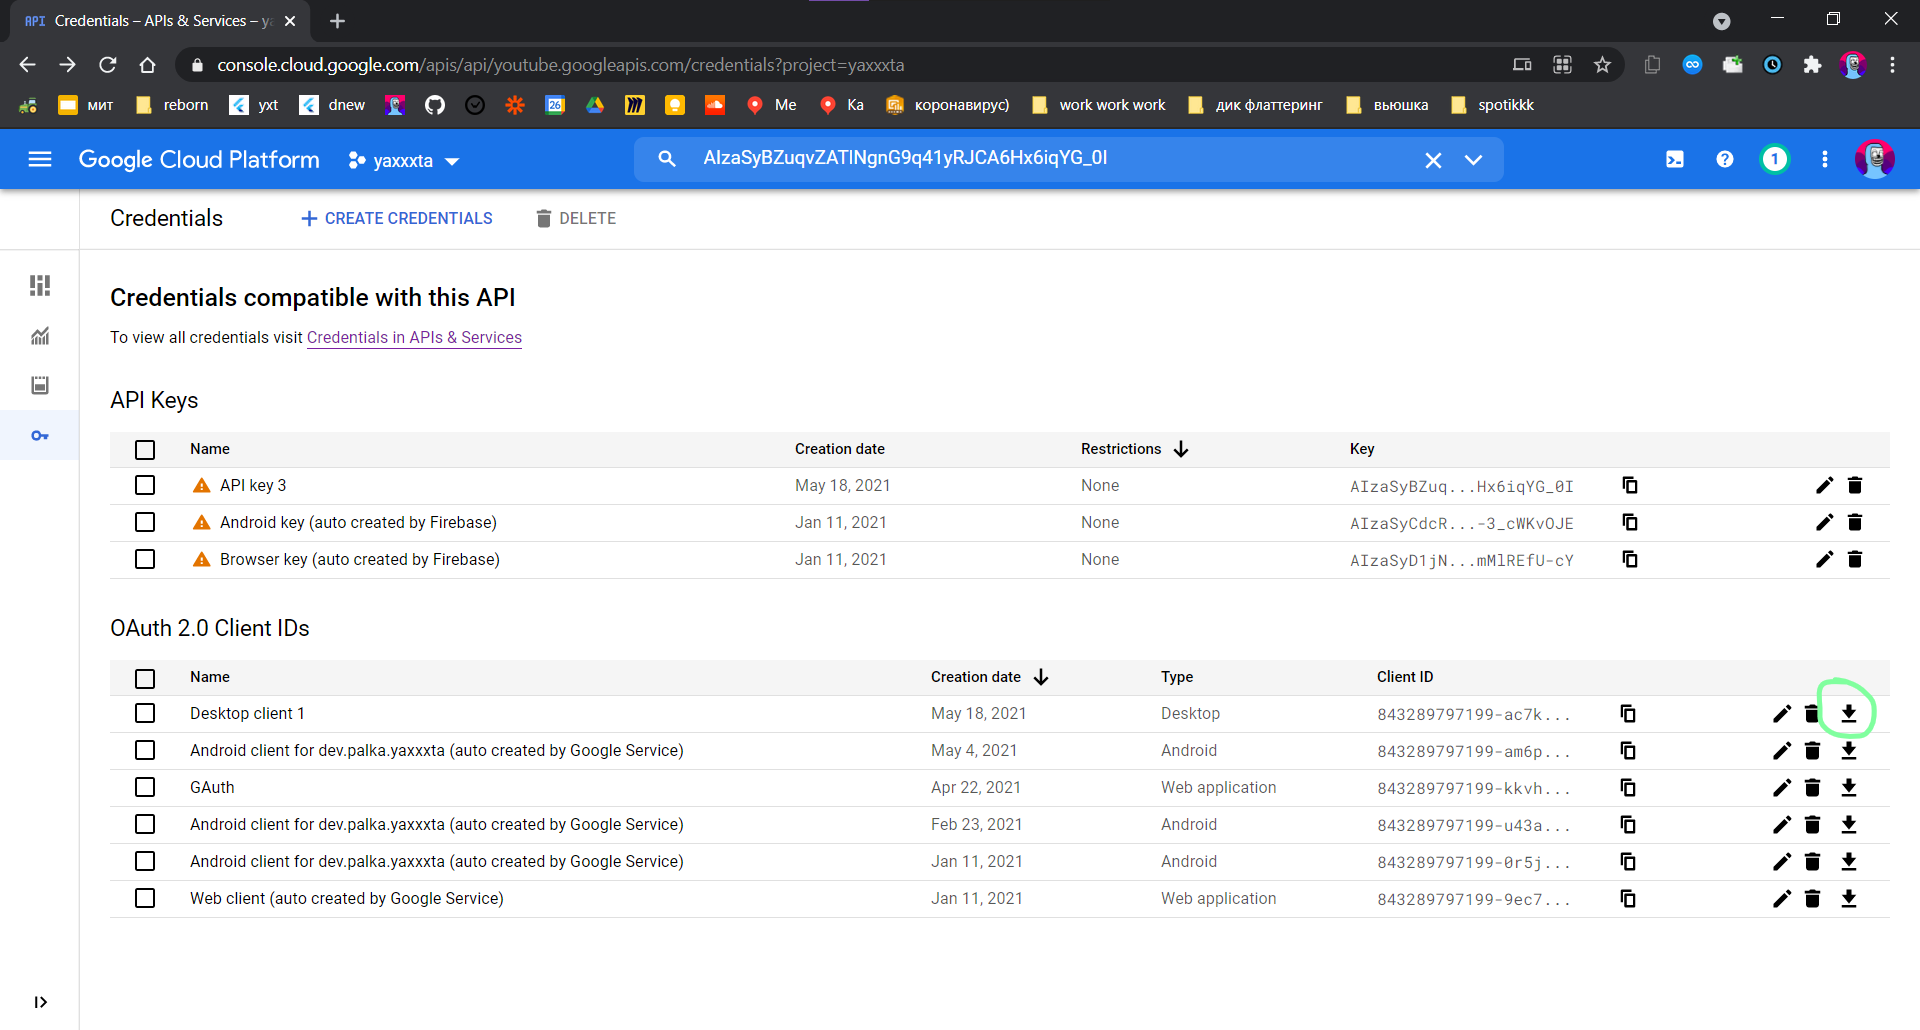 API Credentials – APIs & Services – ya
console.cloud.google.com/apis/api/youtube.googleapis.com/credentials?project=yaxxxta
мит reborn yxt dnew 26 Me Ka коронавирус) work work work дик флаттеринг вьюшка spotikkk
Google Cloud Platform yaxxxta AIzaSyBZuqvZATlNgnG9q41yRJCA6Hx6iqYG_0I 1
Credentials CREATE CREDENTIALS DELETE
Credentials compatible with this API
To view all credentials visit Credentials in APIs & Services
API Keys
Name Creation date Restrictions Key
API key 3 May 18, 2021 None AIzaSyBZuq...Hx6iqYG_0I
Android key (auto created by Firebase) Jan 11, 2021 None AIzaSyCdcR...-3_cWKvOJE
Browser key (auto created by Firebase) Jan 11, 2021 None AIzaSyD1jN...mMlREfU-cY
OAuth 2.0 Client IDs
Name Creation date Type Client ID
Desktop client 1 May 18, 2021 Desktop 843289797199-ac7k...
Android client for dev.palka.yaxxxta (auto created by Google Service) May 4, 2021 Android 843289797199-am6p...
GAuth Apr 22, 2021 Web application 843289797199-kkvh...
Android client for dev.palka.yaxxxta (auto created by Google Service) Feb 23, 2021 Android 843289797199-u43a...
Android client for dev.palka.yaxxxta (auto created by Google Service) Jan 11, 2021 Android 843289797199-0r5j...
Web client (auto created by Google Service) Jan 11, 2021 Web application 843289797199-9ec7...